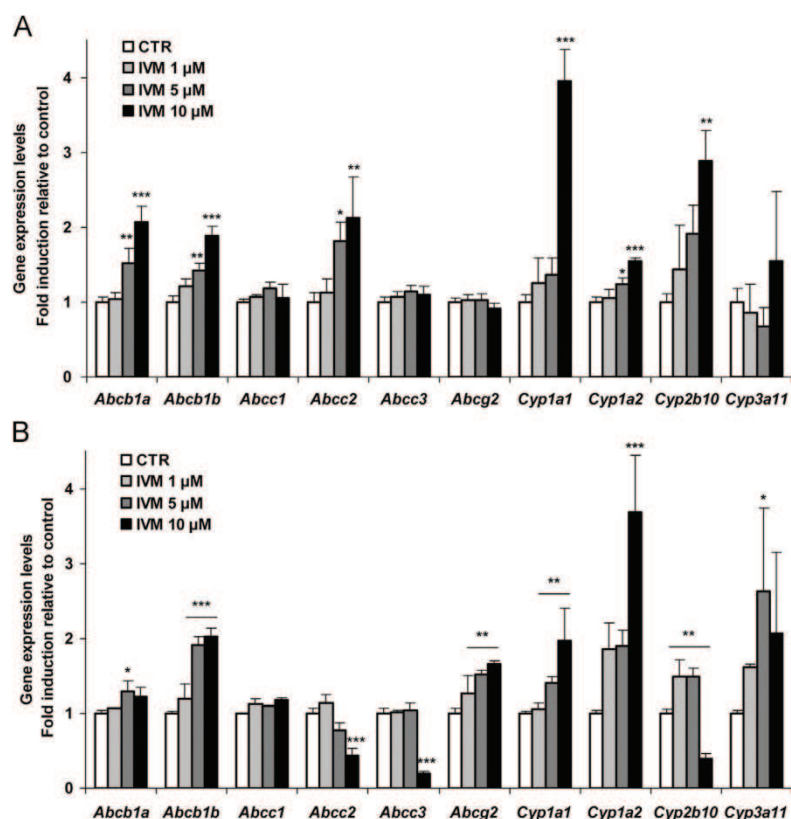 A
CTR
IVM 1 µM
IVM 5 µM
IVM 10 µM
Gene expression levels
Fold induction relative to control
4
3
2
1
0
**
***
**
***
*
**
***
*
***
**
Abcb1a Abcb1b Abcc1 Abcc2 Abcc3 Abcg2 Cyp1a1 Cyp1a2 Cyp2b10 Cyp3a11
B
CTR
IVM 1 µM
IVM 5 µM
IVM 10 µM
Gene expression levels
Fold induction relative to control
4
3
2
1
0
*
***
***
***
**
**
***
**
*
Abcb1a Abcb1b Abcc1 Abcc2 Abcc3 Abcg2 Cyp1a1 Cyp1a2 Cyp2b10 Cyp3a11